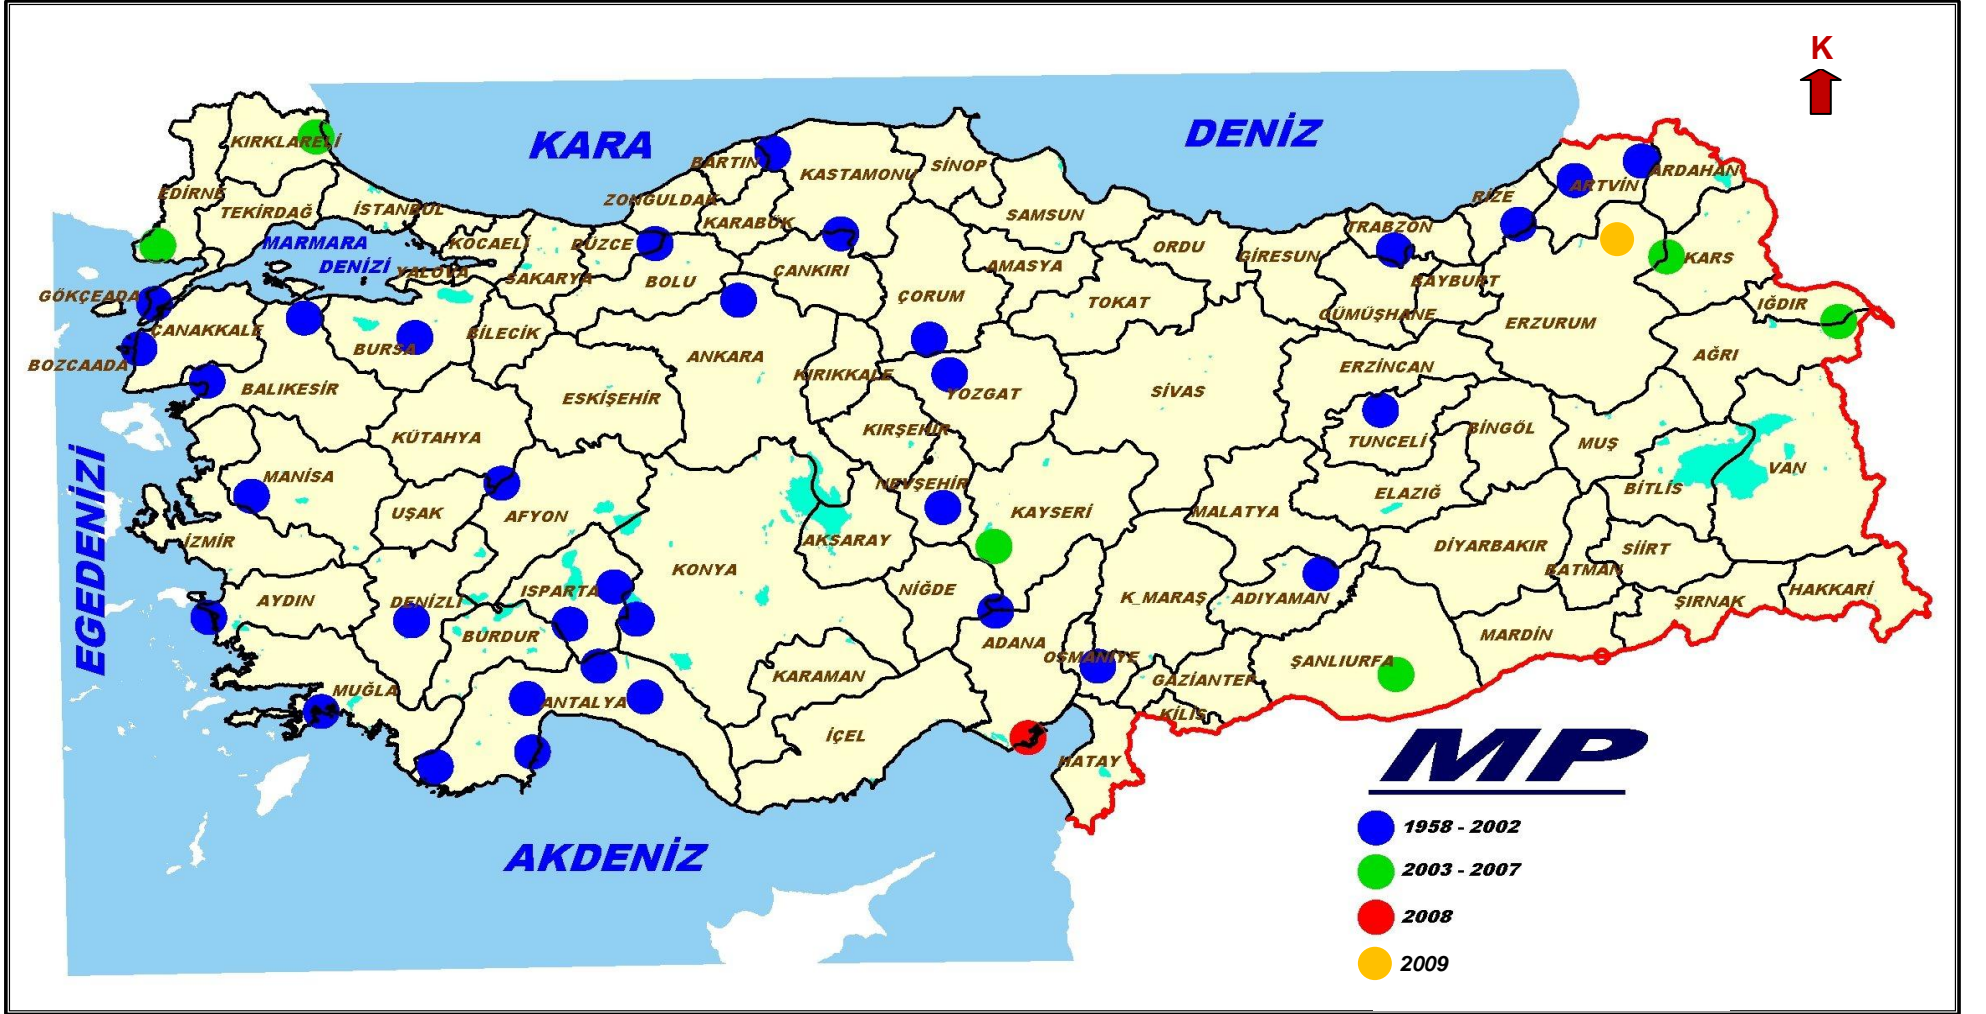 K
KARA
DENİZ
KIRKLARELİ
EDİRNE
TEKİRDAĞ
İSTANBUL
MARMARA
DENİZİ
KOCAELİ
YALOVA
SAKARYA
DÜZCE
ZONGULDAK
BARTIN
KARABÜK
KASTAMONU
SİNOP
SAMSUN
ORDU
GİRESUN
TRABZON
RİZE
ARTVİN
ARDAHAN
KARS
IĞDIR
AĞRI
ERZURUM
BAYBURT
GÜMÜŞHANE
TOKAT
AMASYA
ÇORUM
ÇANKIRI
BOLU
BİLECİK
BURSA
GÖKÇEADA
ÇANAKKALE
BOZCAADA
BALIKESİR
KÜTAHYA
ESKİŞEHİR
ANKARA
KIRIKKALE
YOZGAT
SİVAS
ERZİNCAN
TUNCELİ
BİNGÖL
MUŞ
VAN
BİTLİS
ELAZIĞ
MALATYA
KAYSERİ
NEVŞEHİR
KIRŞEHİR
AKSARAY
KONYA
AFYON
UŞAK
MANİSA
İZMİR
EGEDENİZİ
AYDIN
DENİZLİ
ISPARTA
BURDUR
MUĞLA
ANTALYA
KARAMAN
İÇEL
NİĞDE
ADANA
OSMANİYE
K_MARAŞ
ADIYAMAN
DİYARBAKIR
BATMAN
SİİRT
ŞIRNAK
HAKKARİ
MARDİN
ŞANLIURFA
GAZİANTEP
KİLİS
HATAY
AKDENİZ
MP
1958 - 2002
2003 - 2007
2008
2009